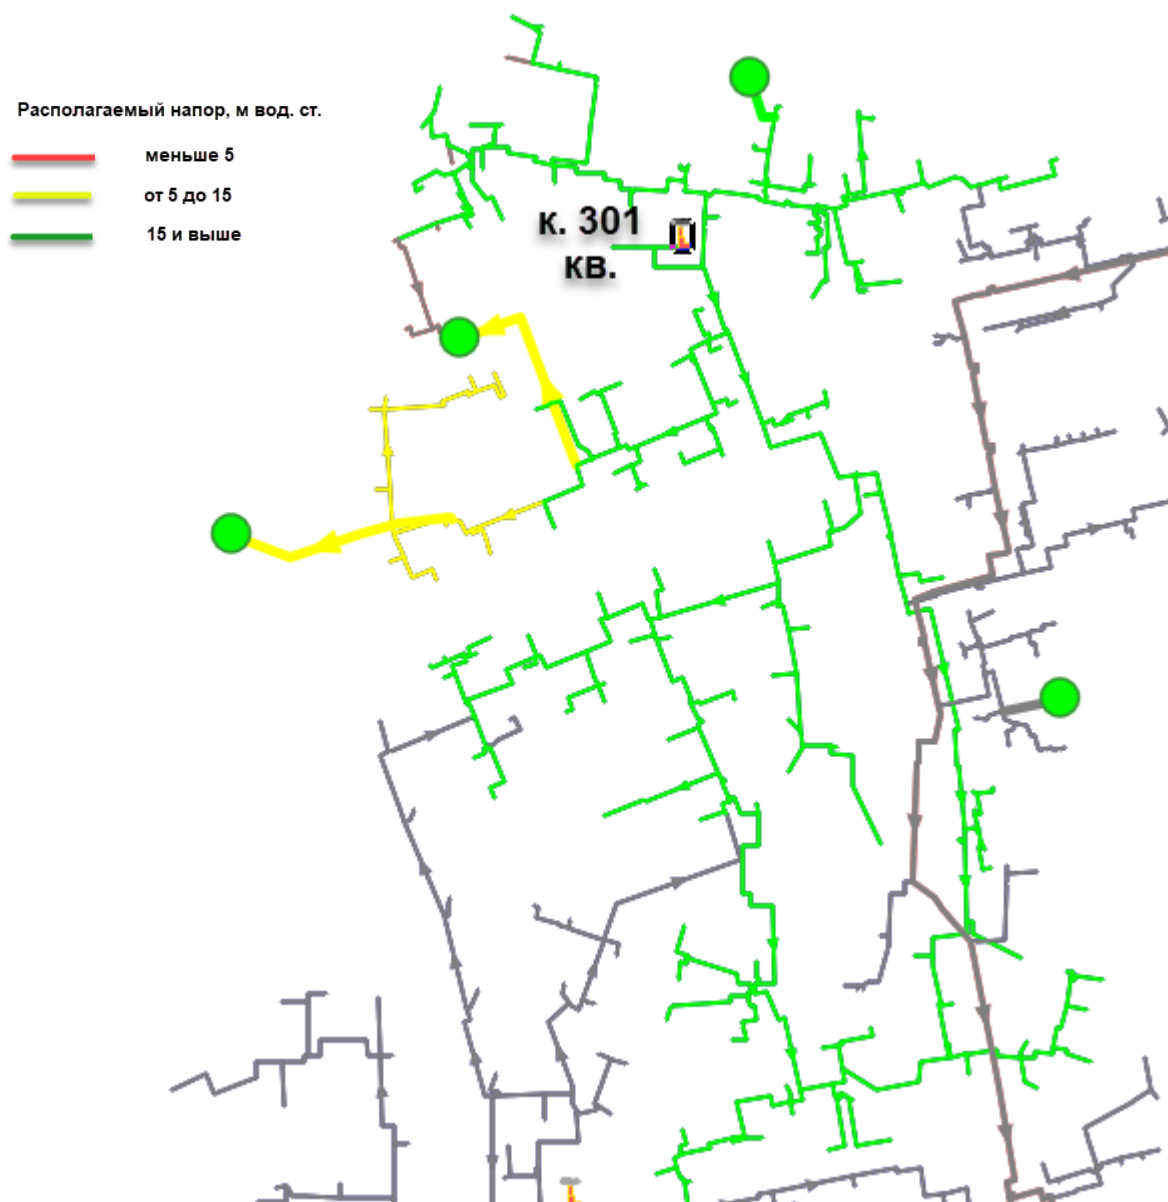 Располагаемый напор, м вод. ст.
меньше 5
от 5 до 15
15 и выше
к. 301
кв.